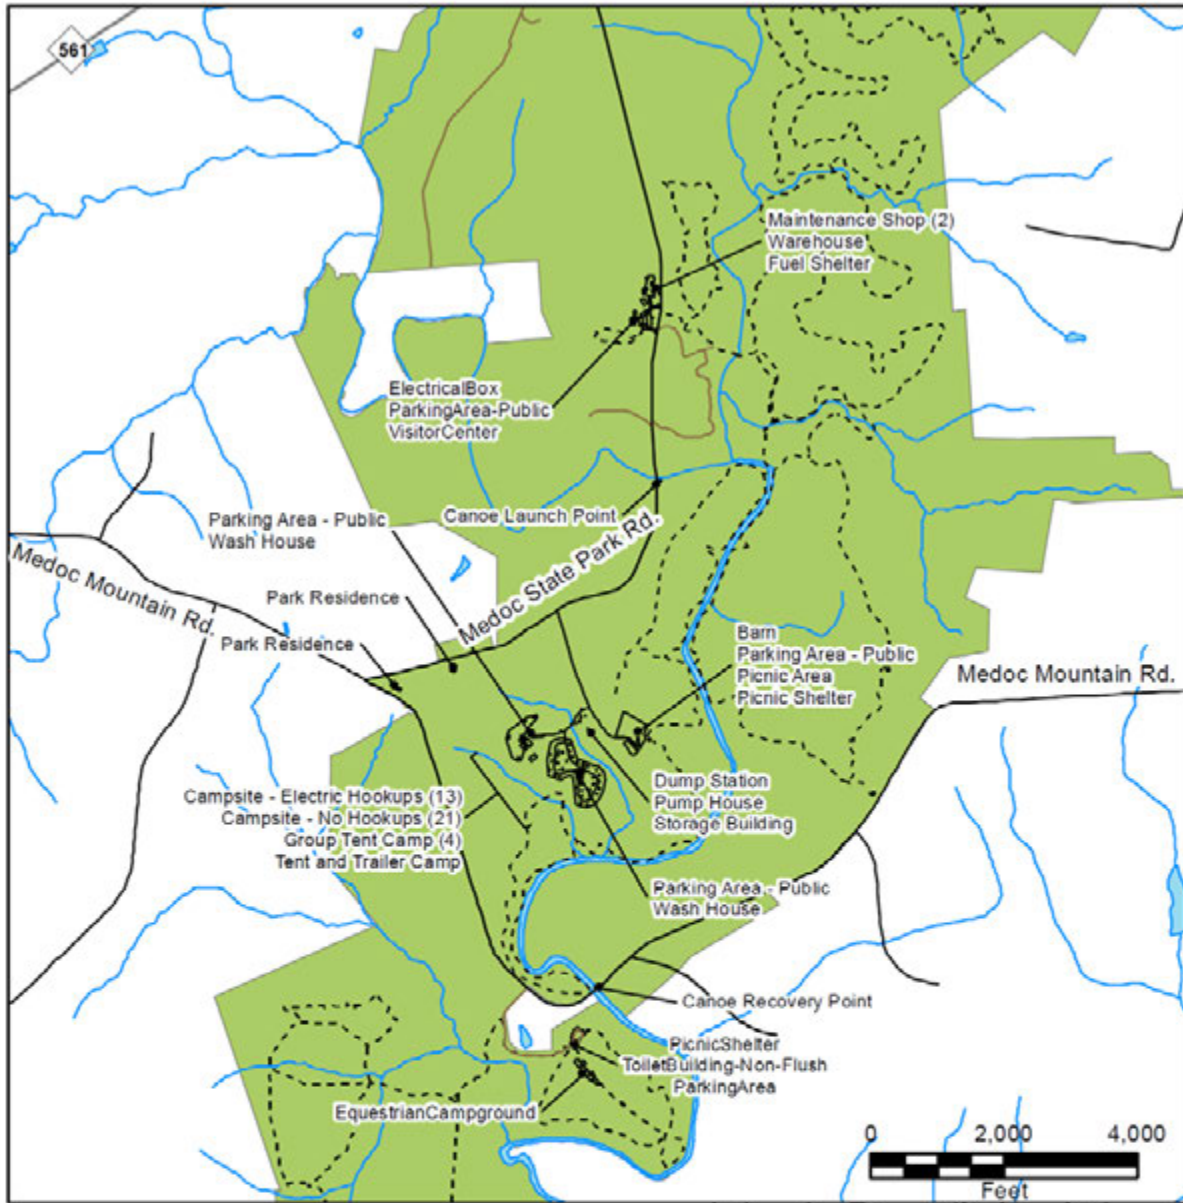 561
Maintenance Shop (2)
Warehouse
Fuel Shelter
ElectricalBox
ParkingArea-Public
VisitorCenter
Canoe Launch Point
Parking Area - Public
Wash House
Medoc State Park Rd.
Medoc Mountain Rd.
Park Residence
Park Residence
Barn
Parking Area - Public
Picnic Area
Picnic Shelter
Medoc Mountain Rd.
Dump Station
Pump House
Storage Building
Campsite - Electric Hookups (13)
Campsite - No Hookups (21)
Group Tent Camp (4)
Tent and Trailer Camp
Parking Area - Public
Wash House
Canoe Recovery Point
PicnicShelter
ToiletBuilding-Non-Flush
ParkingArea
EquestrianCampground
0 2,000 4,000
Feet